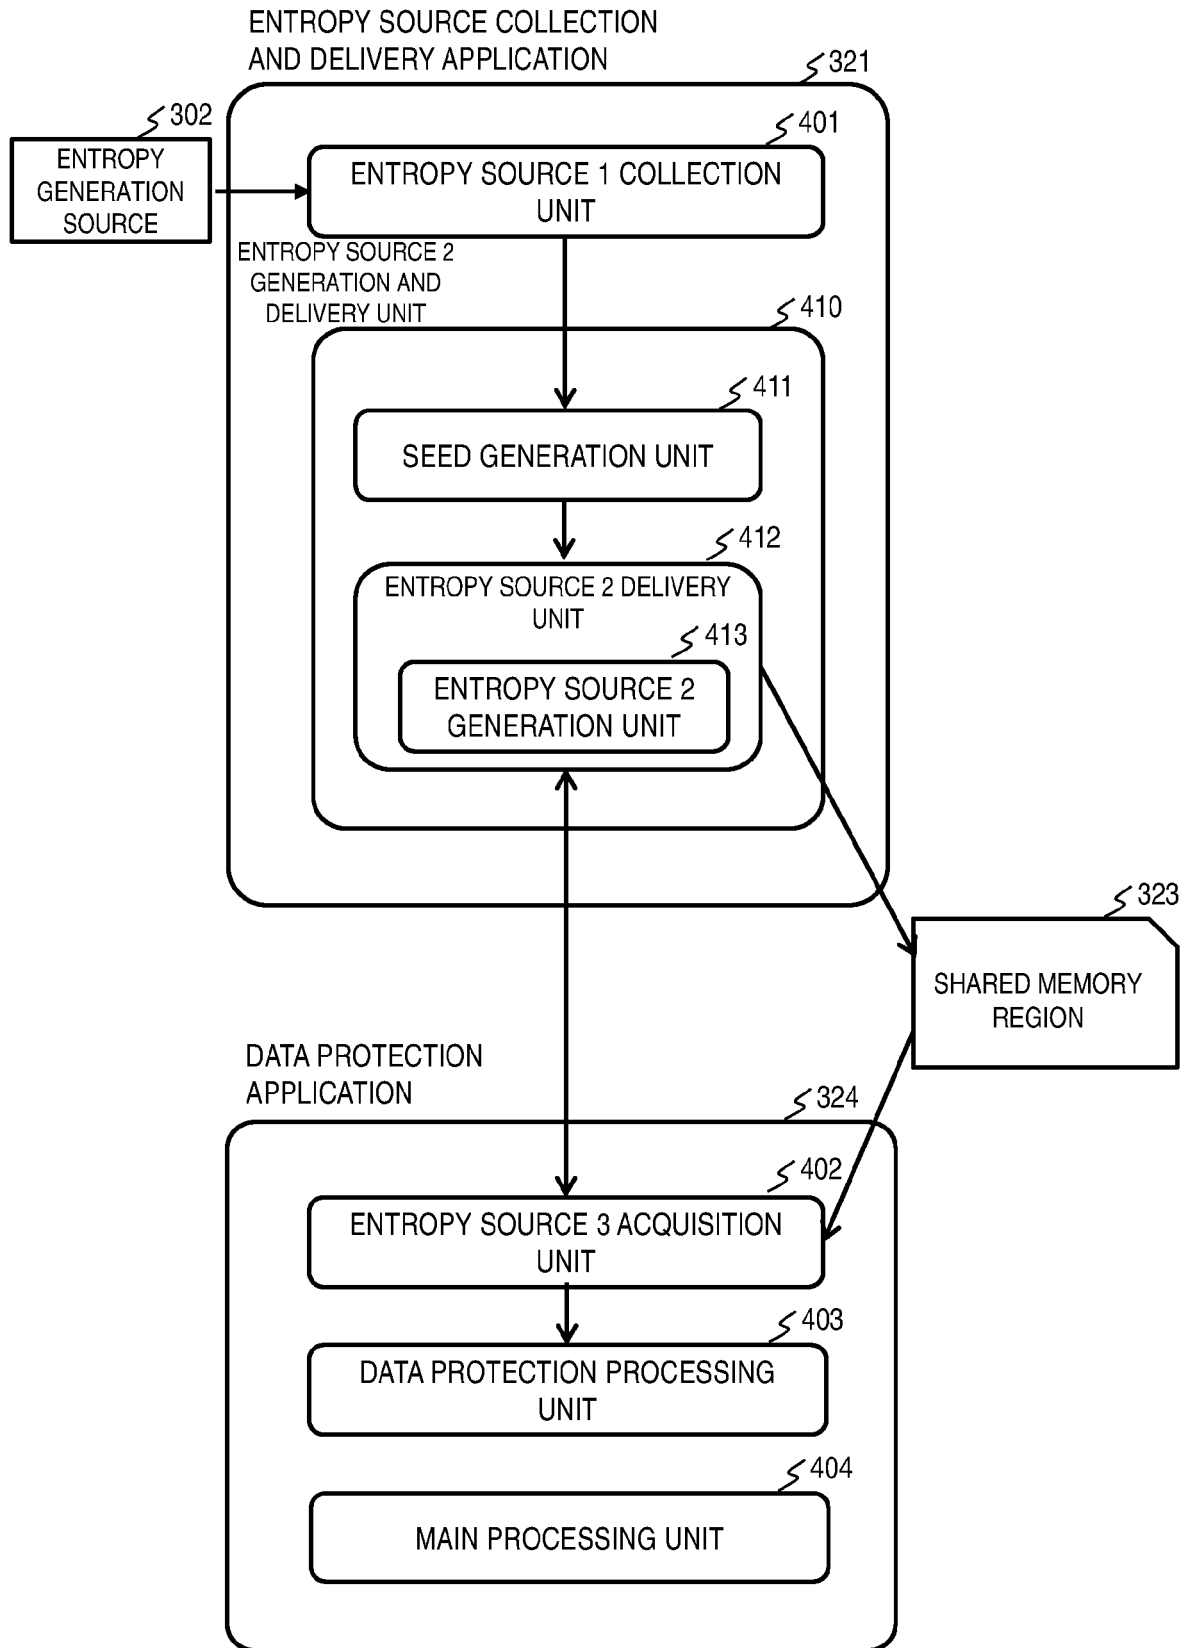 ENTROPY SOURCE COLLECTION
AND DELIVERY APPLICATION
321
302
ENTROPY
GENERATION
SOURCE
401
ENTROPY SOURCE 1 COLLECTION
UNIT
ENTROPY SOURCE 2
GENERATION AND
DELIVERY UNIT
410
411
SEED GENERATION UNIT
412
ENTROPY SOURCE 2 DELIVERY
UNIT
413
ENTROPY SOURCE 2
GENERATION UNIT
323
SHARED MEMORY
REGION
DATA PROTECTION
APPLICATION
324
402
ENTROPY SOURCE 3 ACQUISITION
UNIT
403
DATA PROTECTION PROCESSING
UNIT
404
MAIN PROCESSING UNIT